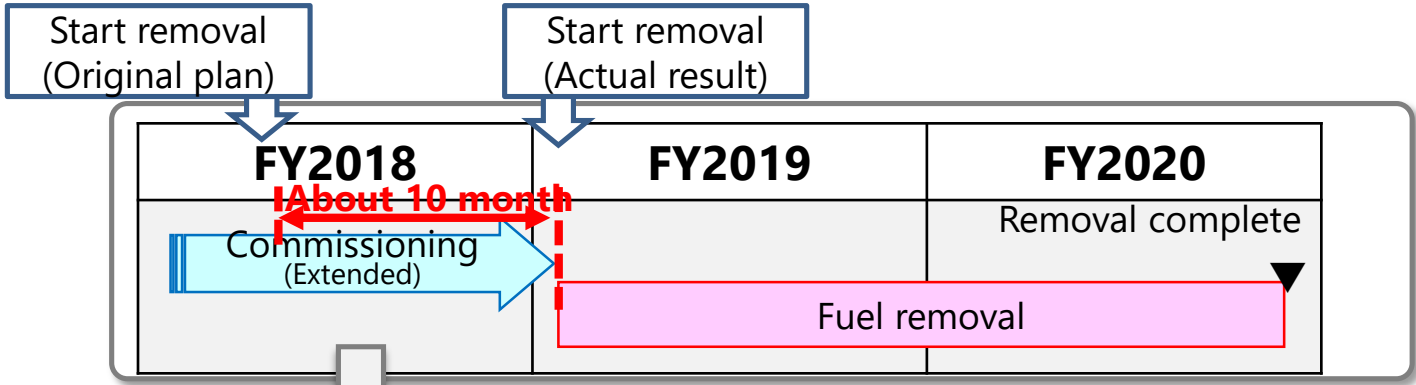 Start removal
(Original plan)
Start removal
(Actual result)
FY2018
FY2019
FY2020
About 10 month
Removal complete
Commissioning
(Extended)
Fuel removal